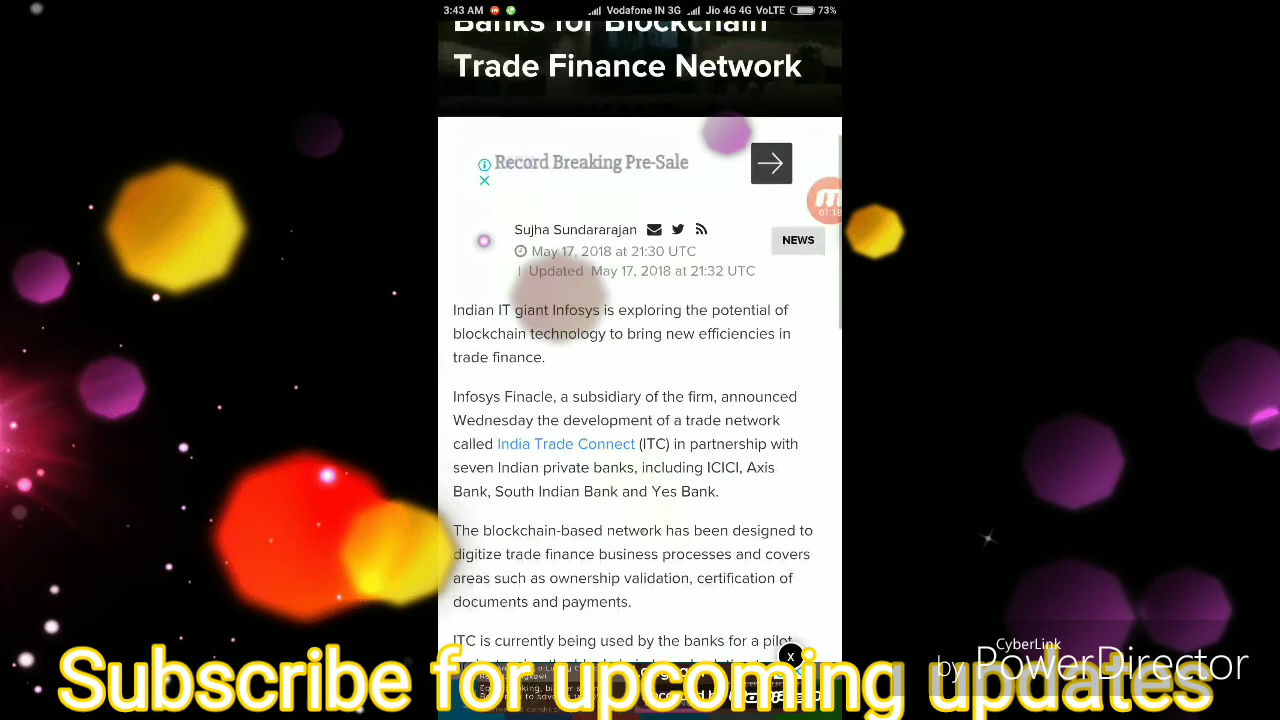 3:43 AM Vodafone IN 3G Jio 4G 4G VoLTE 73%
Banks for Blockchain
Trade Finance Network
Record Breaking Pre-Sale
01:18
Sujha Sundararajan
May 17, 2018 at 21:30 UTC
NEWS
| Updated May 17, 2018 at 21:32 UTC
Indian IT giant Infosys is exploring the potential of
blockchain technology to bring new efficiencies in
trade finance.
Infosys Finacle, a subsidiary of the firm, announced
Wednesday the development of a trade network
called India Trade Connect (ITC) in partnership with
seven Indian private banks, including ICICI, Axis
Bank, South Indian Bank and Yes Bank.
The blockchain-based network has been designed to
digitize trade finance business processes and covers
areas such as ownership validation, certification of
documents and payments.
ITC is currently being used by the banks for a pilot
X
Subscribe for upcoming updates
CyberLink
by PowerDirector